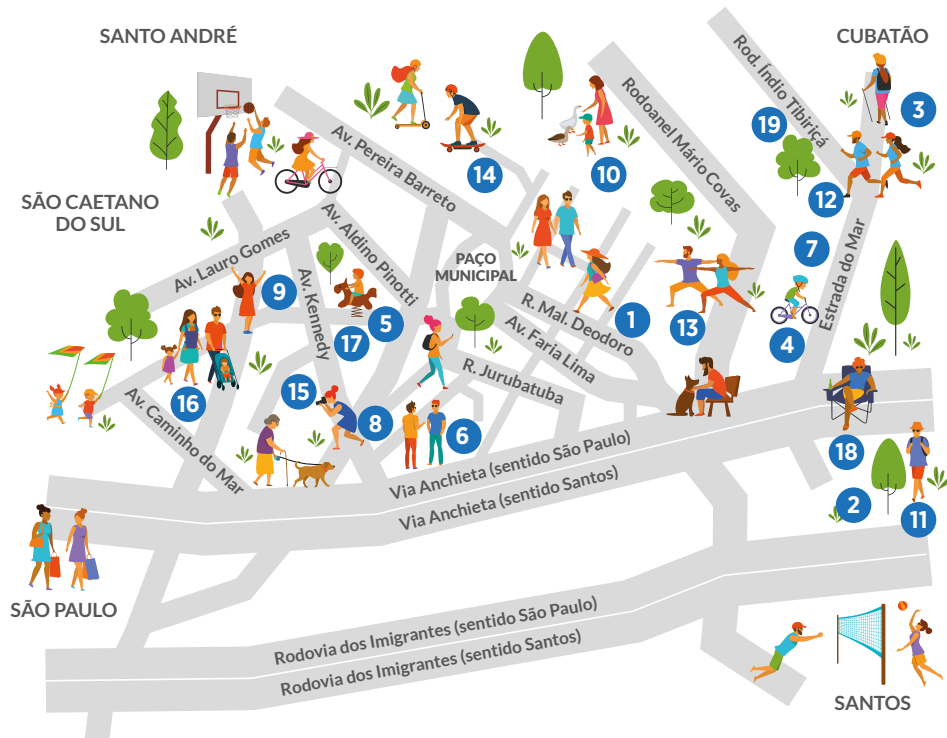 SANTO ANDRÉ
CUBATÃO
Rod. Índio Tibiriçá
3
Rodoanel Mário Covas
19
Av. Pereira Barreto
14
10
SÃO CAETANO
DO SUL
12
Av. Aldino Pinotti
Av. Lauro Gomes
PAÇO
MUNICIPAL
7
Estrada do Mar
9
Av. Kennedy
5
17
R. Mal. Deodoro
1
13
4
Av. Faria Lima
R. Jurubatuba
16
Av. Caminho do Mar
15
8
6
Via Anchieta (sentido São Paulo)
Via Anchieta (sentido Santos)
18
2
11
SÃO PAULO
Rodovia dos Imigrantes (sentido São Paulo)
Rodovia dos Imigrantes (sentido Santos)
SANTOS